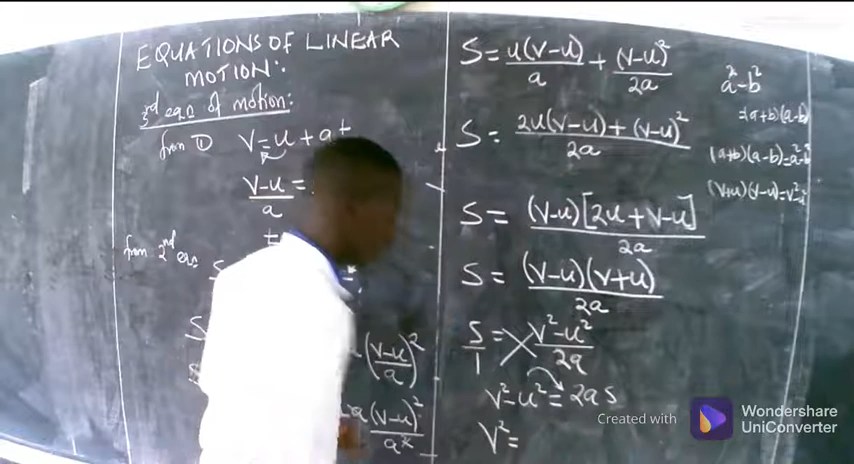 EQUATIONS OF LINEAR
MOTION:
3rd eqn of motion:
from ① V = u + at
V-u/a =
from 2nd eqn
S
(V-u/a)²
a(V-u)²/a²
S = u(V-u)/a + (V-u)²/2a
S = 2u(V-u) + (V-u)²/2a
S = (V-u)[2u+V-u]/2a
S = (V-u)(V+u)/2a
S/1 = V²-u²/2a
V²-u² = 2as
V² =
a²-b²
=(a+b)(a-b)
(a+b)(a-b)=a²-b²
(V+u)(V-u)=V²-u²
Created with Wondershare
UniConverter